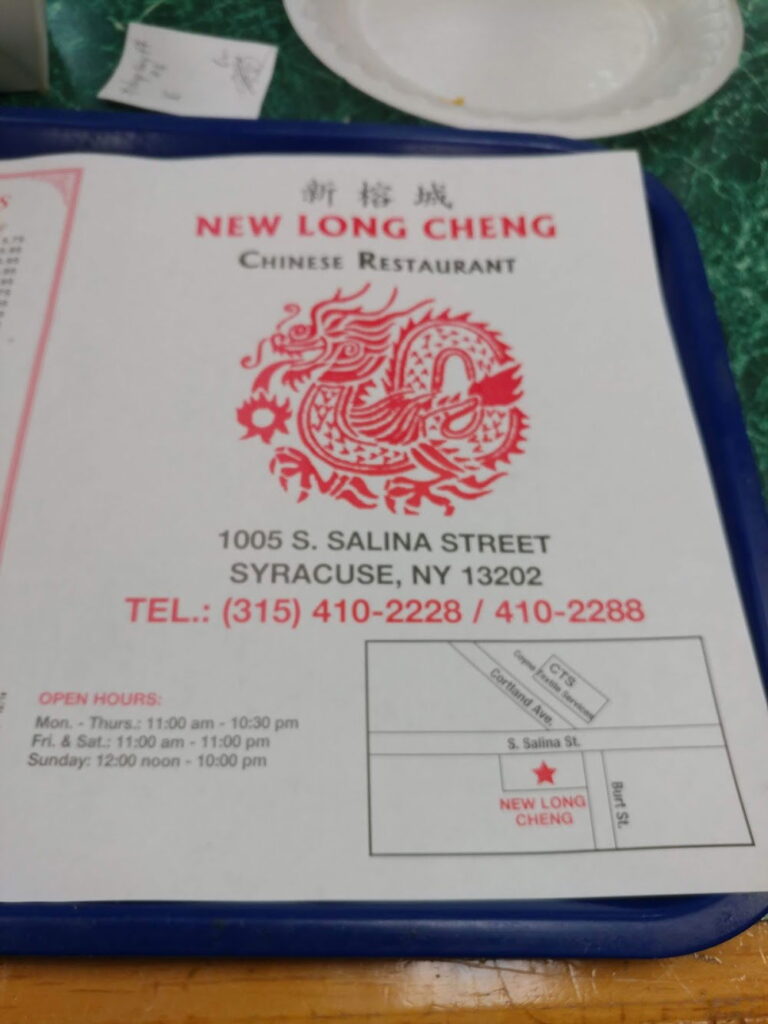 新榕城
NEW LONG CHENG
CHINESE RESTAURANT
1005 S. SALINA STREET
SYRACUSE, NY 13202
TEL.: (315) 410-2228 / 410-2288
OPEN HOURS:
Mon. - Thurs.: 11:00 am - 10:30 pm
Fri. & Sat.: 11:00 am - 11:00 pm
Sunday: 12:00 noon - 10:00 pm
CTS
Coyne Textile Services
Cortland Ave.
S. Salina St.
NEW LONG
CHENG
Burt St.